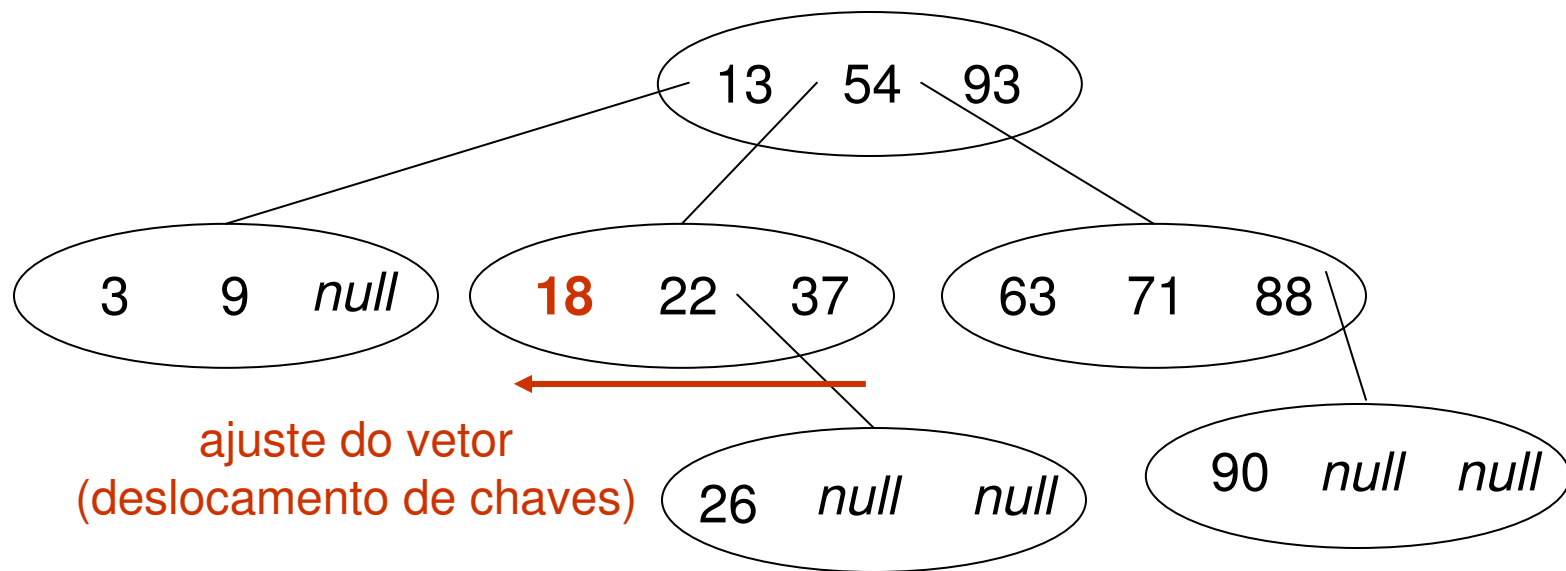 13 54 93
3 9 null
18 22 37
63 71 88
ajuste do vetor
(deslocamento de chaves)
26 null null
90 null null